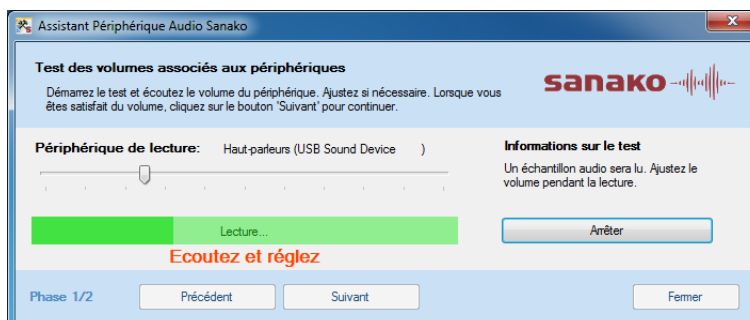 Assistant Périphérique Audio Sanako
Test des volumes associés aux périphériques
Démarrez le test et écoutez le volume du périphérique. Ajustez si nécessaire. Lorsque vous
êtes satisfait du volume, cliquez sur le bouton 'Suivant' pour continuer.
sanako
Périphérique de lecture: Haut-parleurs (USB Sound Device )
Informations sur le test
Un échantillon audio sera lu. Ajustez le
volume pendant la lecture.
Lecture...
Arrêter
Ecoutez et réglez
Phase 1/2 Précédent Suivant Fermer